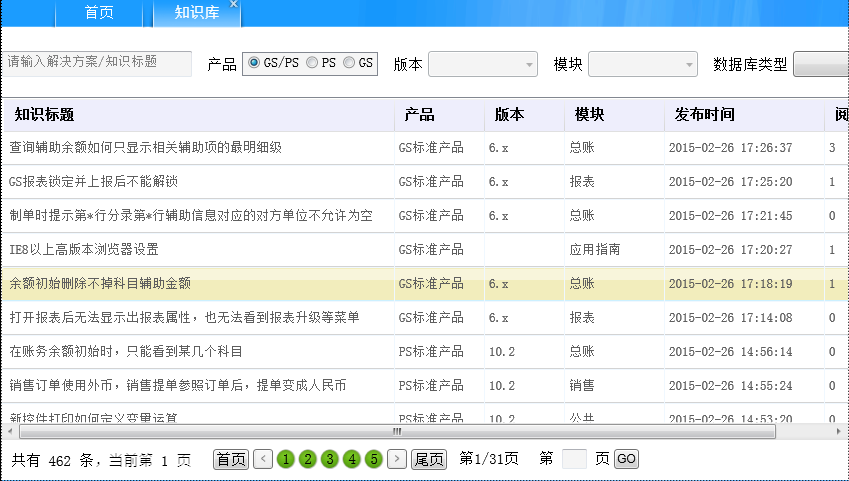 首页 知识库
请输入解决方案/知识标题 产品 GS/PS PS GS 版本 模块 数据库类型
知识标题 产品 版本 模块 发布时间 阅
查询辅助余额如何只显示相关辅助项的最明细级 GS标准产品 6.x 总账 2015-02-26 17:26:37 3
GS报表锁定并上报后不能解锁 GS标准产品 6.x 报表 2015-02-26 17:25:20 1
制单时提示第*行分录第*行辅助信息对应的对方单位不允许为空 GS标准产品 6.x 总账 2015-02-26 17:21:45 0
IE8以上高版本浏览器设置 GS标准产品 应用指南 2015-02-26 17:20:27 1
余额初始删除不掉科目辅助金额 GS标准产品 6.x 总账 2015-02-26 17:18:19 1
打开报表后无法显示出报表属性，也无法看到报表升级等菜单 GS标准产品 6.x 报表 2015-02-26 17:14:08 0
在账务余额初始时，只能看到某几个科目 PS标准产品 10.2 总账 2015-02-26 14:56:14 0
销售订单使用外币，销售提单参照订单后，提单变成人民币 PS标准产品 10.2 销售 2015-02-26 14:55:24 0
新控件打印如何定义变量运算 PS标准产品 10.2 公共 2015-02-26 14:53:20 0
共有 462 条，当前第 1 页 首页 < 1 2 3 4 5 > 尾页 第1/31页 第 页 GO